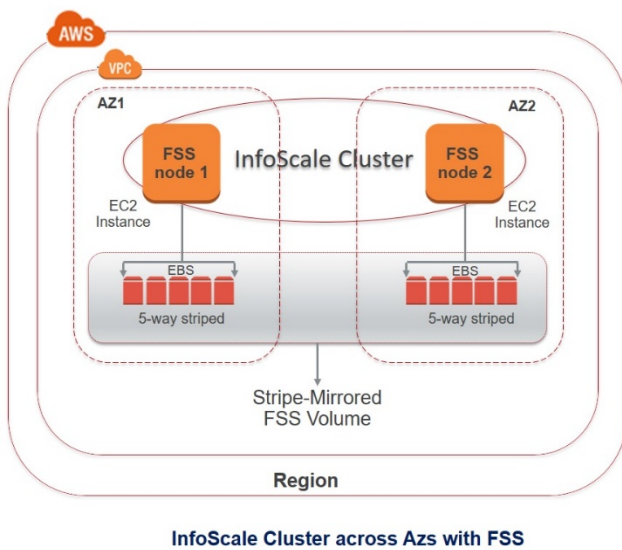 AWS
VPC
AZ1
AZ2
FSS
node 1
InfoScale Cluster
FSS
node 2
EC2
Instance
EC2
Instance
EBS
EBS
5-way striped
5-way striped
Stripe-Mirrored
FSS Volume
Region
InfoScale Cluster across Azs with FSS